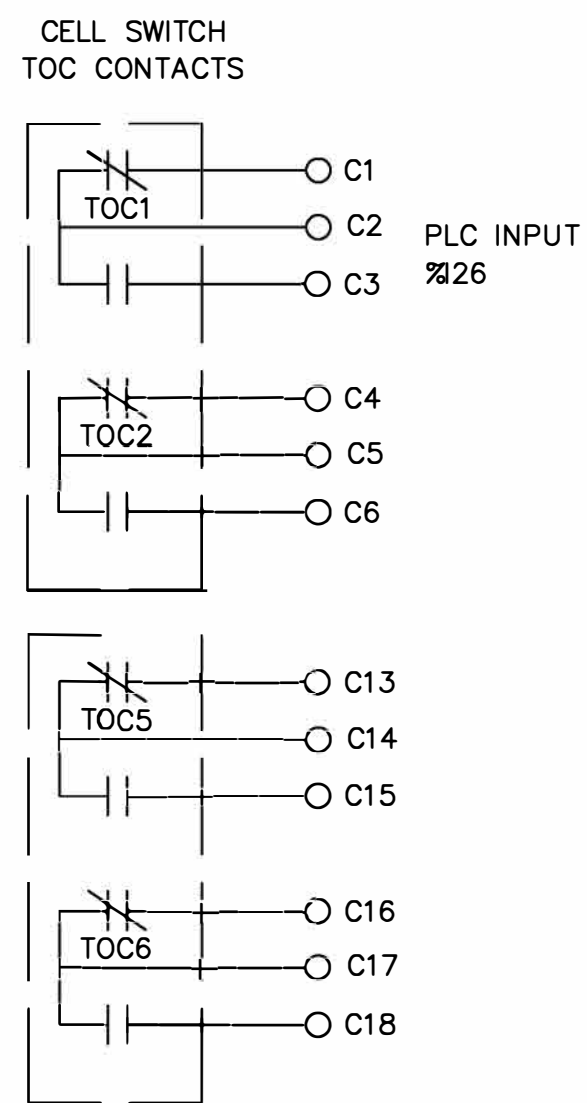 CELL SWITCH
TOC CONTACTS
C1
TOC1
C2
PLC INPUT
%I26
C3
C4
TOC2
C5
C6
C13
TOC5
C14
C15
C16
TOC6
C17
C18